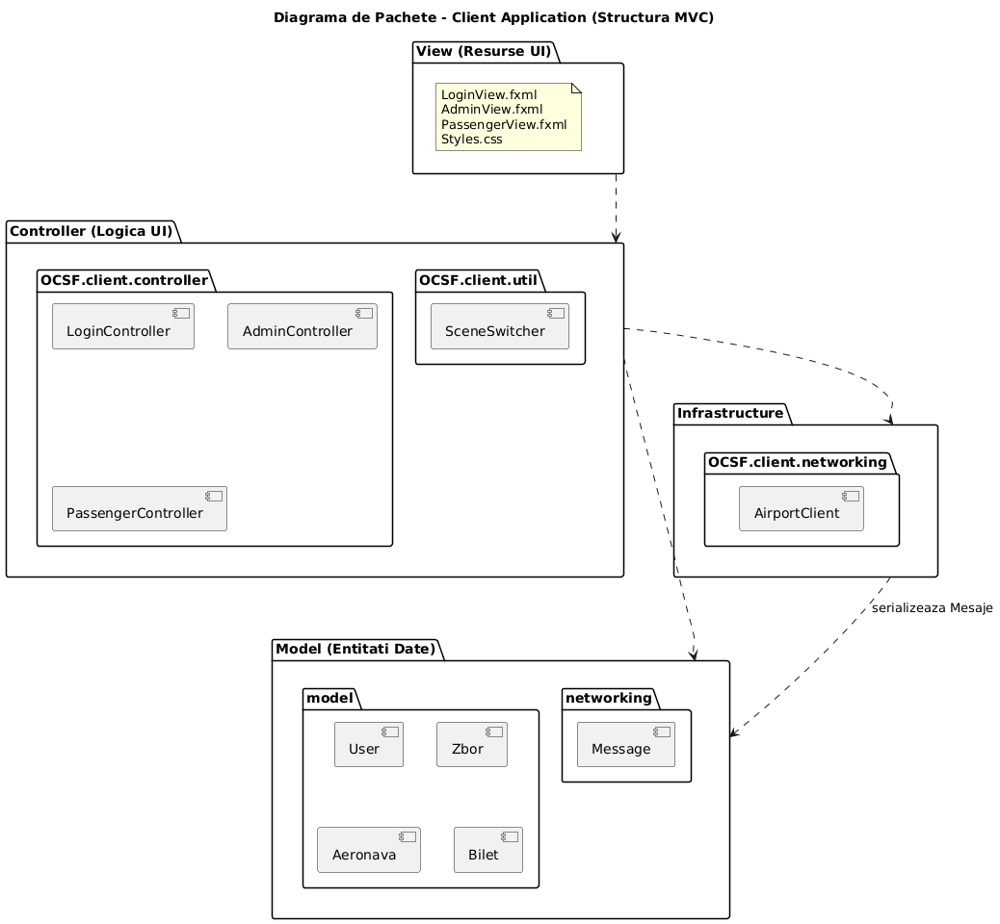 Diagrama de Pachete - Client Application (Structura MVC)
View (Resurse UI)
LoginView.fxml
AdminView.fxml
PassengerView.fxml
Styles.css
Controller (Logica UI)
OCSF.client.controller
LoginController
AdminController
PassengerController
OCSF.client.util
SceneSwitcher
Infrastructure
OCSF.client.networking
AirportClient
serializeaza Mesaje
Model (Entitati Date)
model
User
Zbor
Aeronava
Bilet
networking
Message